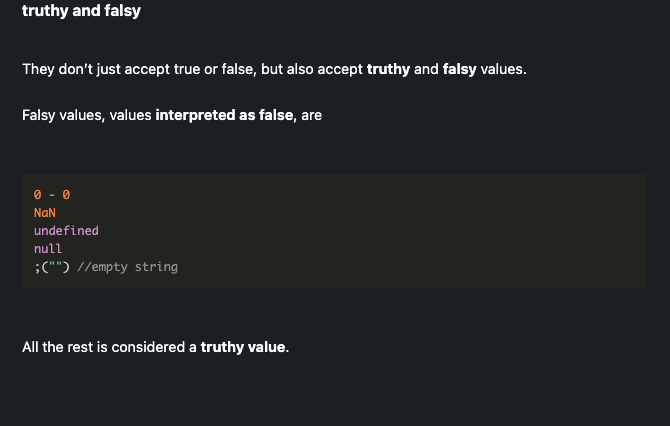 truthy and falsy
They don’t just accept true or false, but also accept truthy and falsy values.
Falsy values, values interpreted as false, are
0 - 0
NaN
undefined
null
;("") //empty string
All the rest is considered a truthy value.